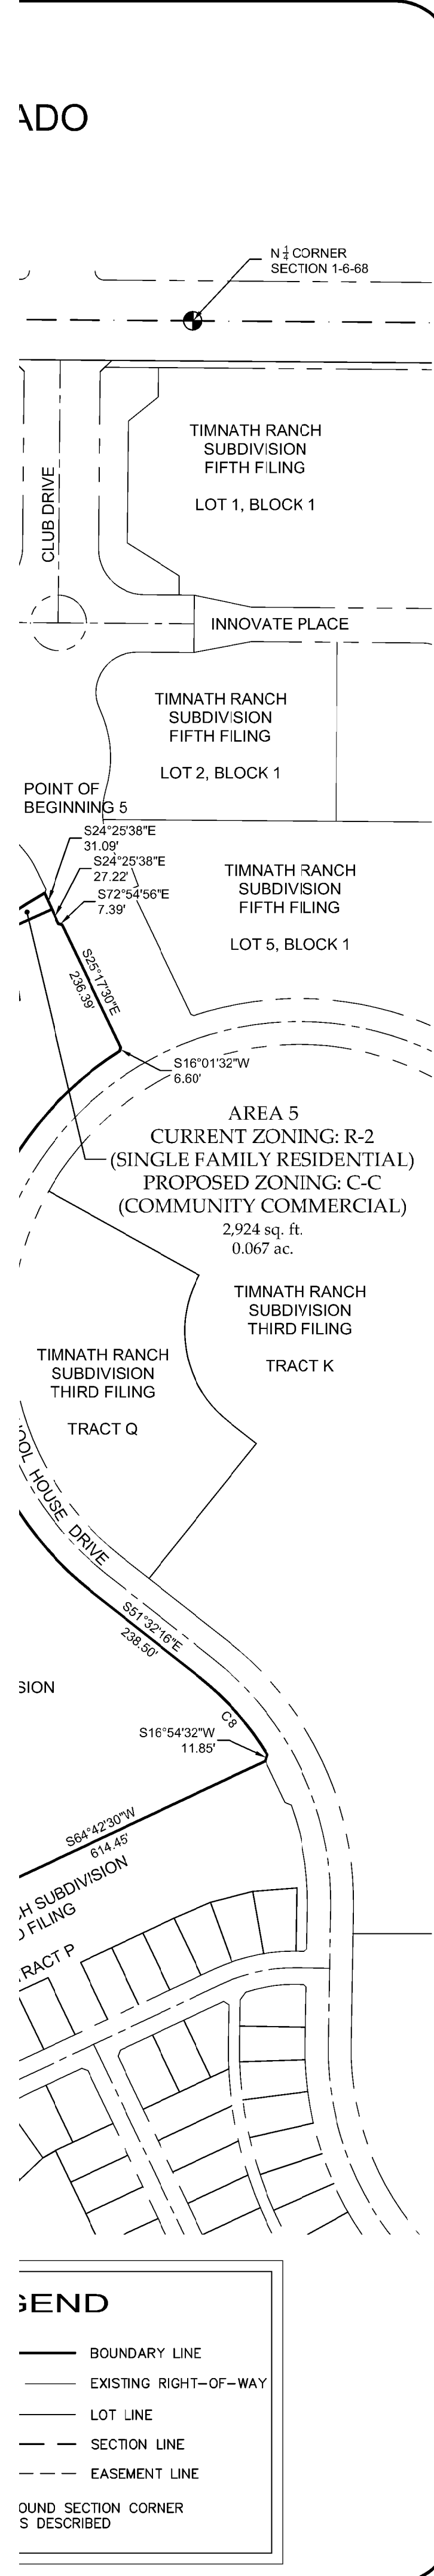 ADO
N 1/4 CORNER
SECTION 1-6-68
TIMNATH RANCH
SUBDIVISION
FIFTH FILING
LOT 1, BLOCK 1
CLUB DRIVE
INNOVATE PLACE
TIMNATH RANCH
SUBDIVISION
FIFTH FILING
LOT 2, BLOCK 1
POINT OF
BEGINNING 5
S24°25'38"E
31.09'
S24°25'38"E
27.22'
S72°54'56"E
7.39'
TIMNATH RANCH
SUBDIVISION
FIFTH FILING
LOT 5, BLOCK 1
S25°17'30"E
236.39'
S16°01'32"W
6.60'
AREA 5
CURRENT ZONING: R-2
(SINGLE FAMILY RESIDENTIAL)
PROPOSED ZONING: C-C
(COMMUNITY COMMERCIAL)
2,924 sq. ft.
0.067 ac.
TIMNATH RANCH
SUBDIVISION
THIRD FILING
TRACT K
TIMNATH RANCH
SUBDIVISION
THIRD FILING
TRACT Q
OOL HOUSE DRIVE
S51°32'16"E
238.50'
SION
C8
S16°54'32"W
11.85'
S64°42'30"W
614.45'
CH SUBDIVISION
D FILING
RACT P
GEND
BOUNDARY LINE
EXISTING RIGHT-OF-WAY
LOT LINE
SECTION LINE
EASEMENT LINE
OUND SECTION CORNER
S DESCRIBED